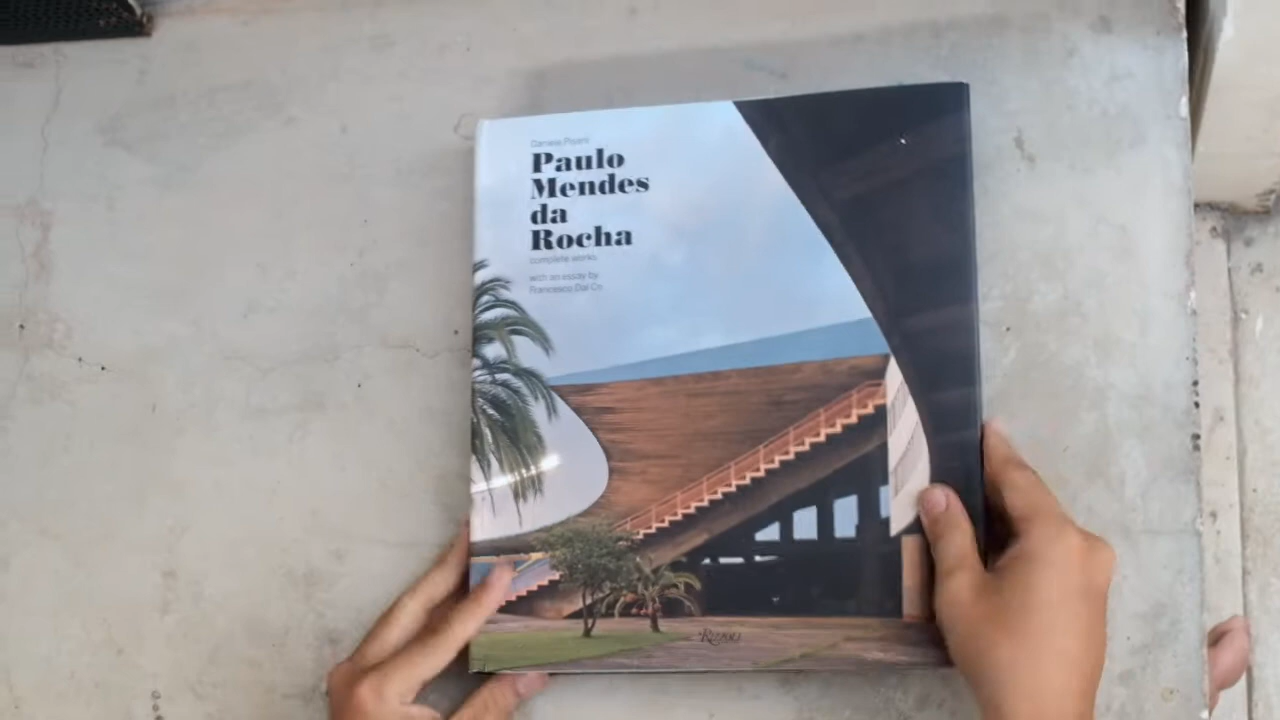 Daniele Pisani
Paulo
Mendes
da
Rocha
complete works
with an essay by
Francesco Dal Co
Rizzoli